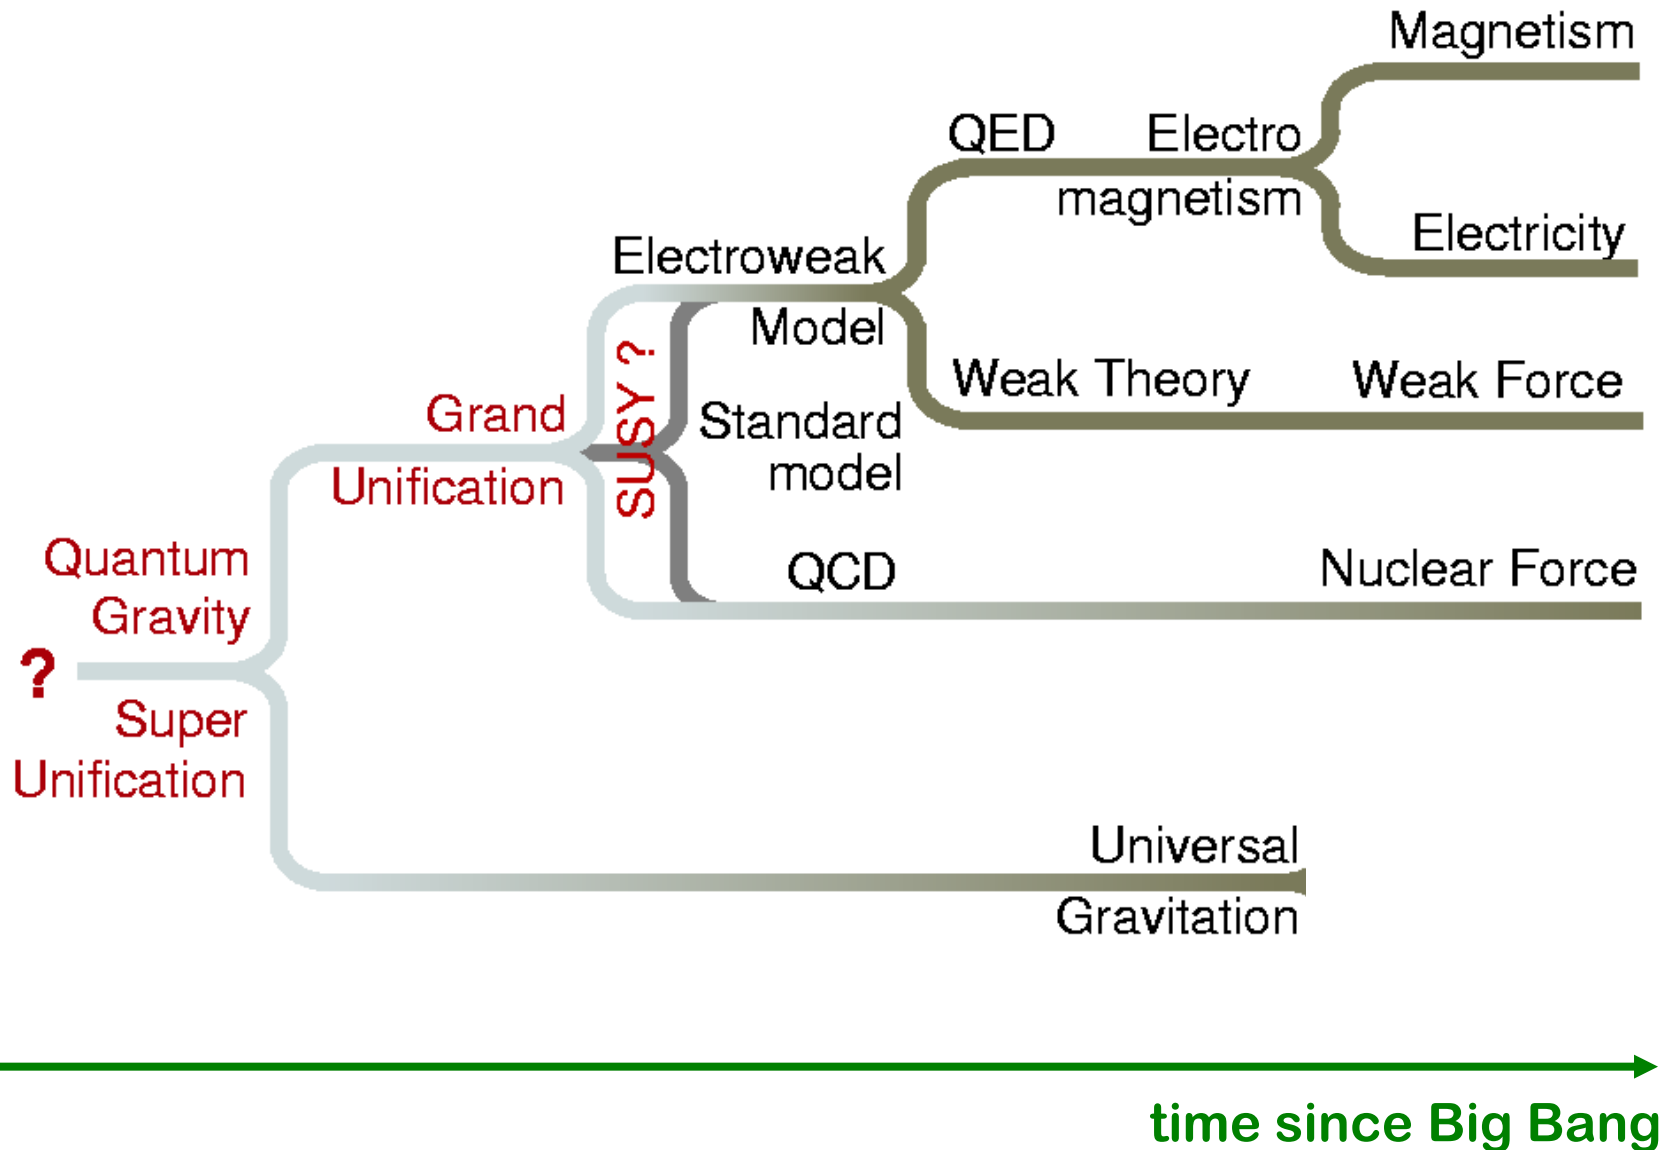 Magnetism
QED
Electro
magnetism
Electricity
Electroweak
Model
Weak Theory
Weak Force
Grand
Unification
SUSY ?
Standard
model
QCD
Nuclear Force
Quantum
Gravity
?
Super
Unification
Universal
Gravitation
time since Big Bang